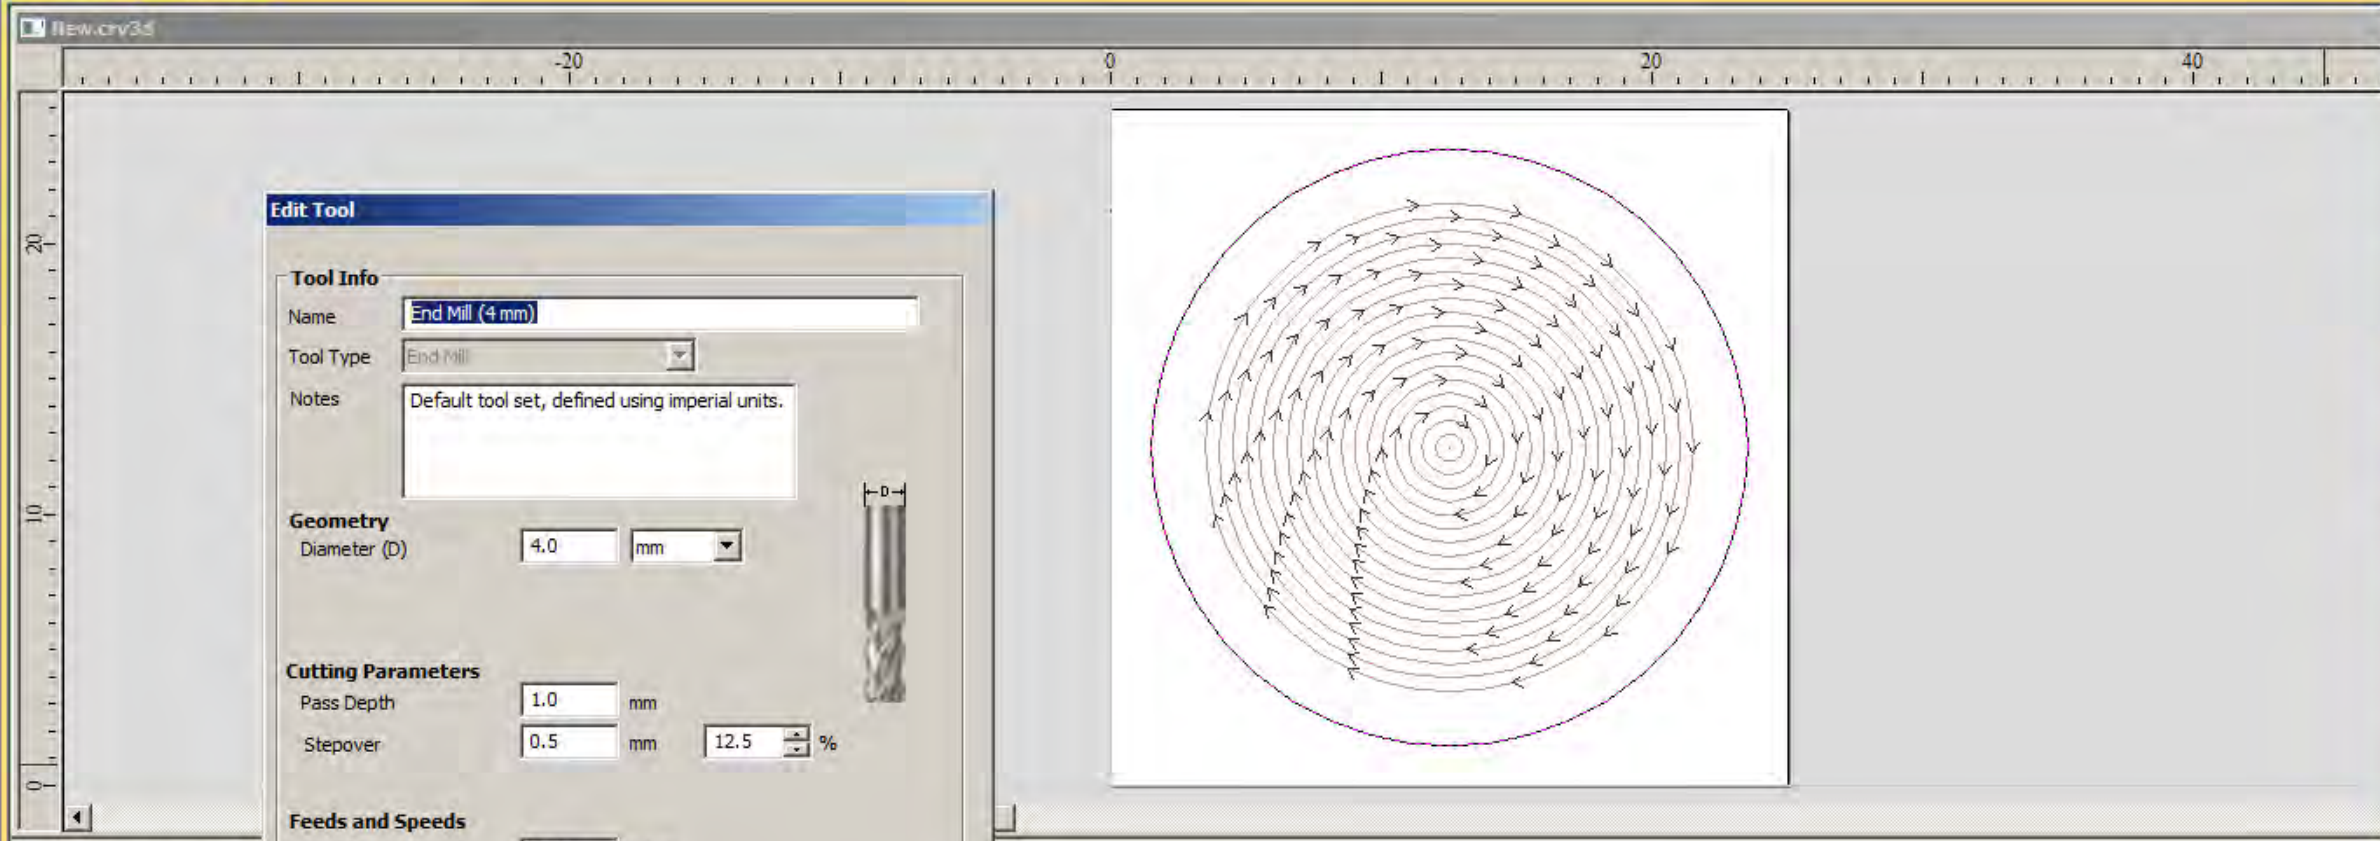 New.crv3d
-20 0 20 40
20
10
0
Edit Tool
Tool Info
Name End Mill (4 mm)
Tool Type End Mill
Notes Default tool set, defined using imperial units.
D
Geometry
Diameter (D) 4.0 mm
Cutting Parameters
Pass Depth 1.0 mm
Stepover 0.5 mm 12.5 %
Feeds and Speeds